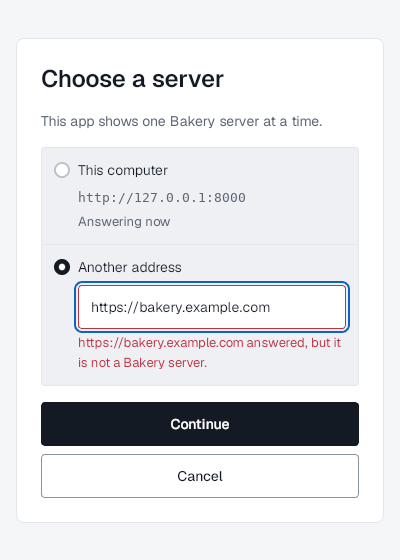 Choose a server
This app shows one Bakery server at a time.
This computer
http://127.0.0.1:8000
Answering now
Another address
https://bakery.example.com
https://bakery.example.com answered, but it
is not a Bakery server.
Continue
Cancel